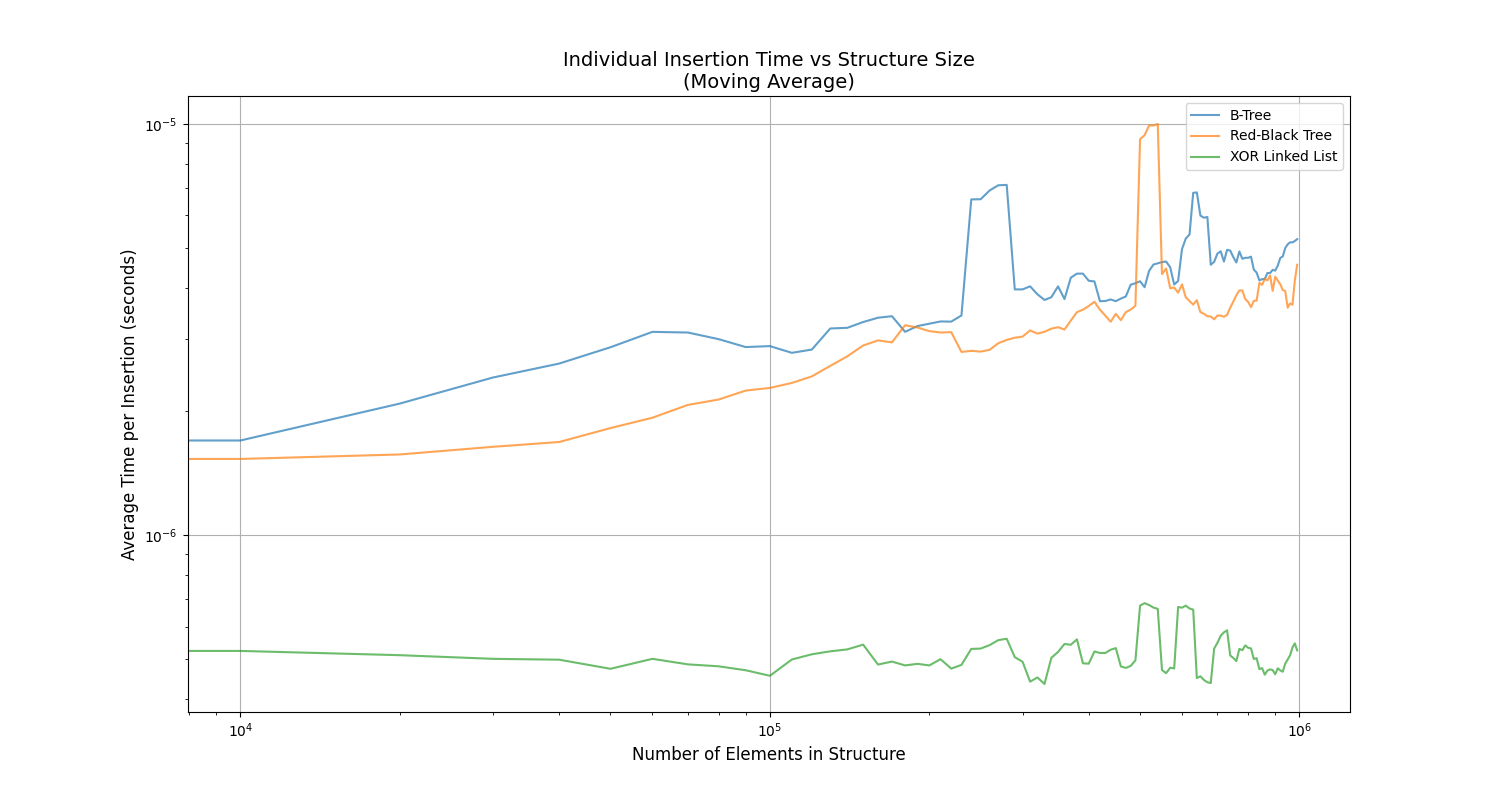 Individual Insertion Time vs Structure Size
(Moving Average)
B-Tree
Red-Black Tree
XOR Linked List
Average Time per Insertion (seconds)
10⁻⁵
10⁻⁶
10⁴
10⁵
10⁶
Number of Elements in Structure